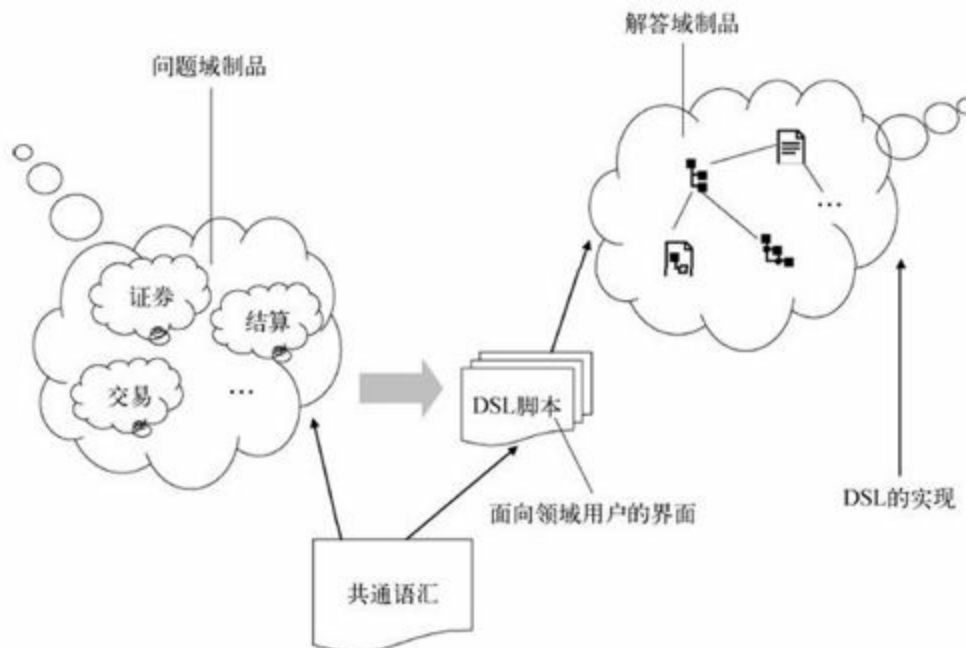 解答域制品
问题域制品
证券
结算
交易
...
...
DSL脚本
面向领域用户的界面
DSL的实现
共通语汇